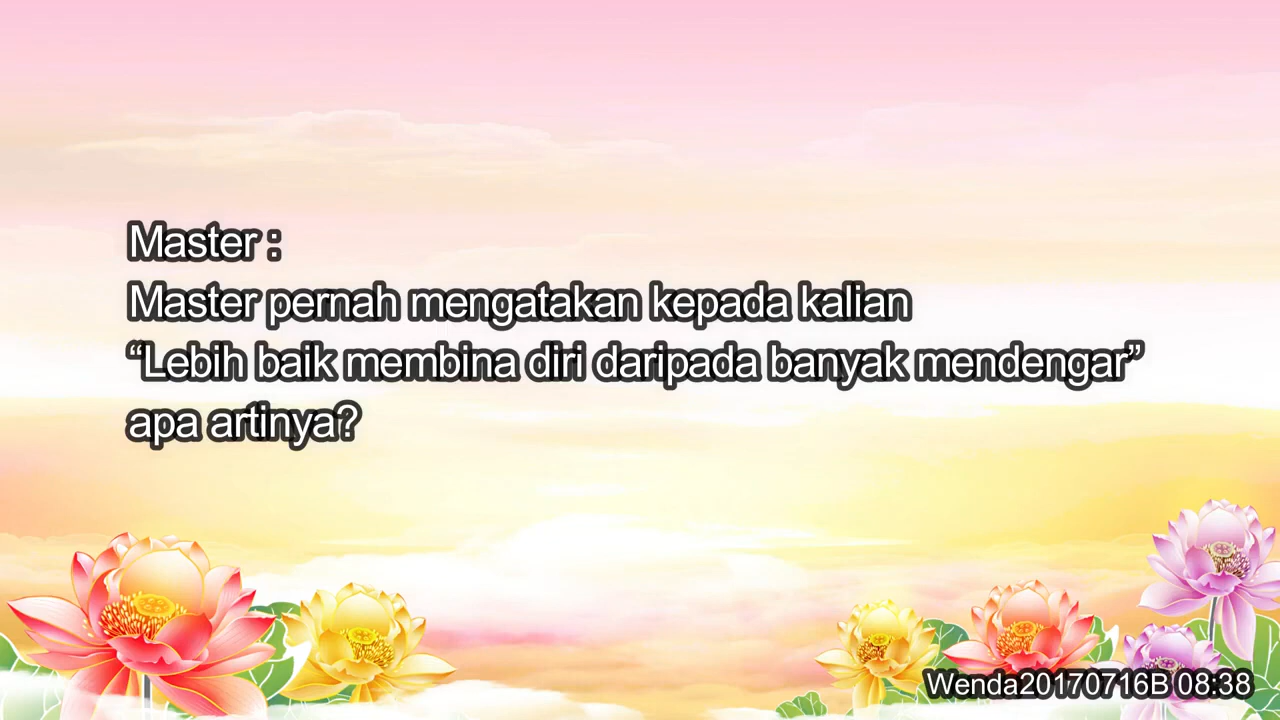 Master :
Master pernah mengatakan kepada kalian
“Lebih baik membina diri daripada banyak mendengar”
apa artinya?
Wenda20170716B 08:38